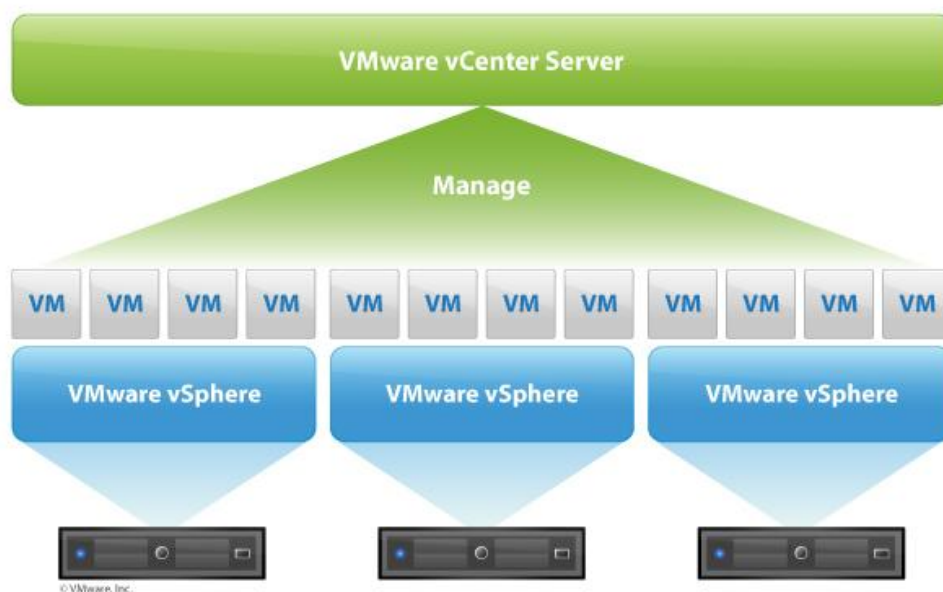 VMware vCenter Server
Manage
VM VM VM VM VM VM VM VM VM VM VM VM
VMware vSphere VMware vSphere VMware vSphere
© VMware, Inc.